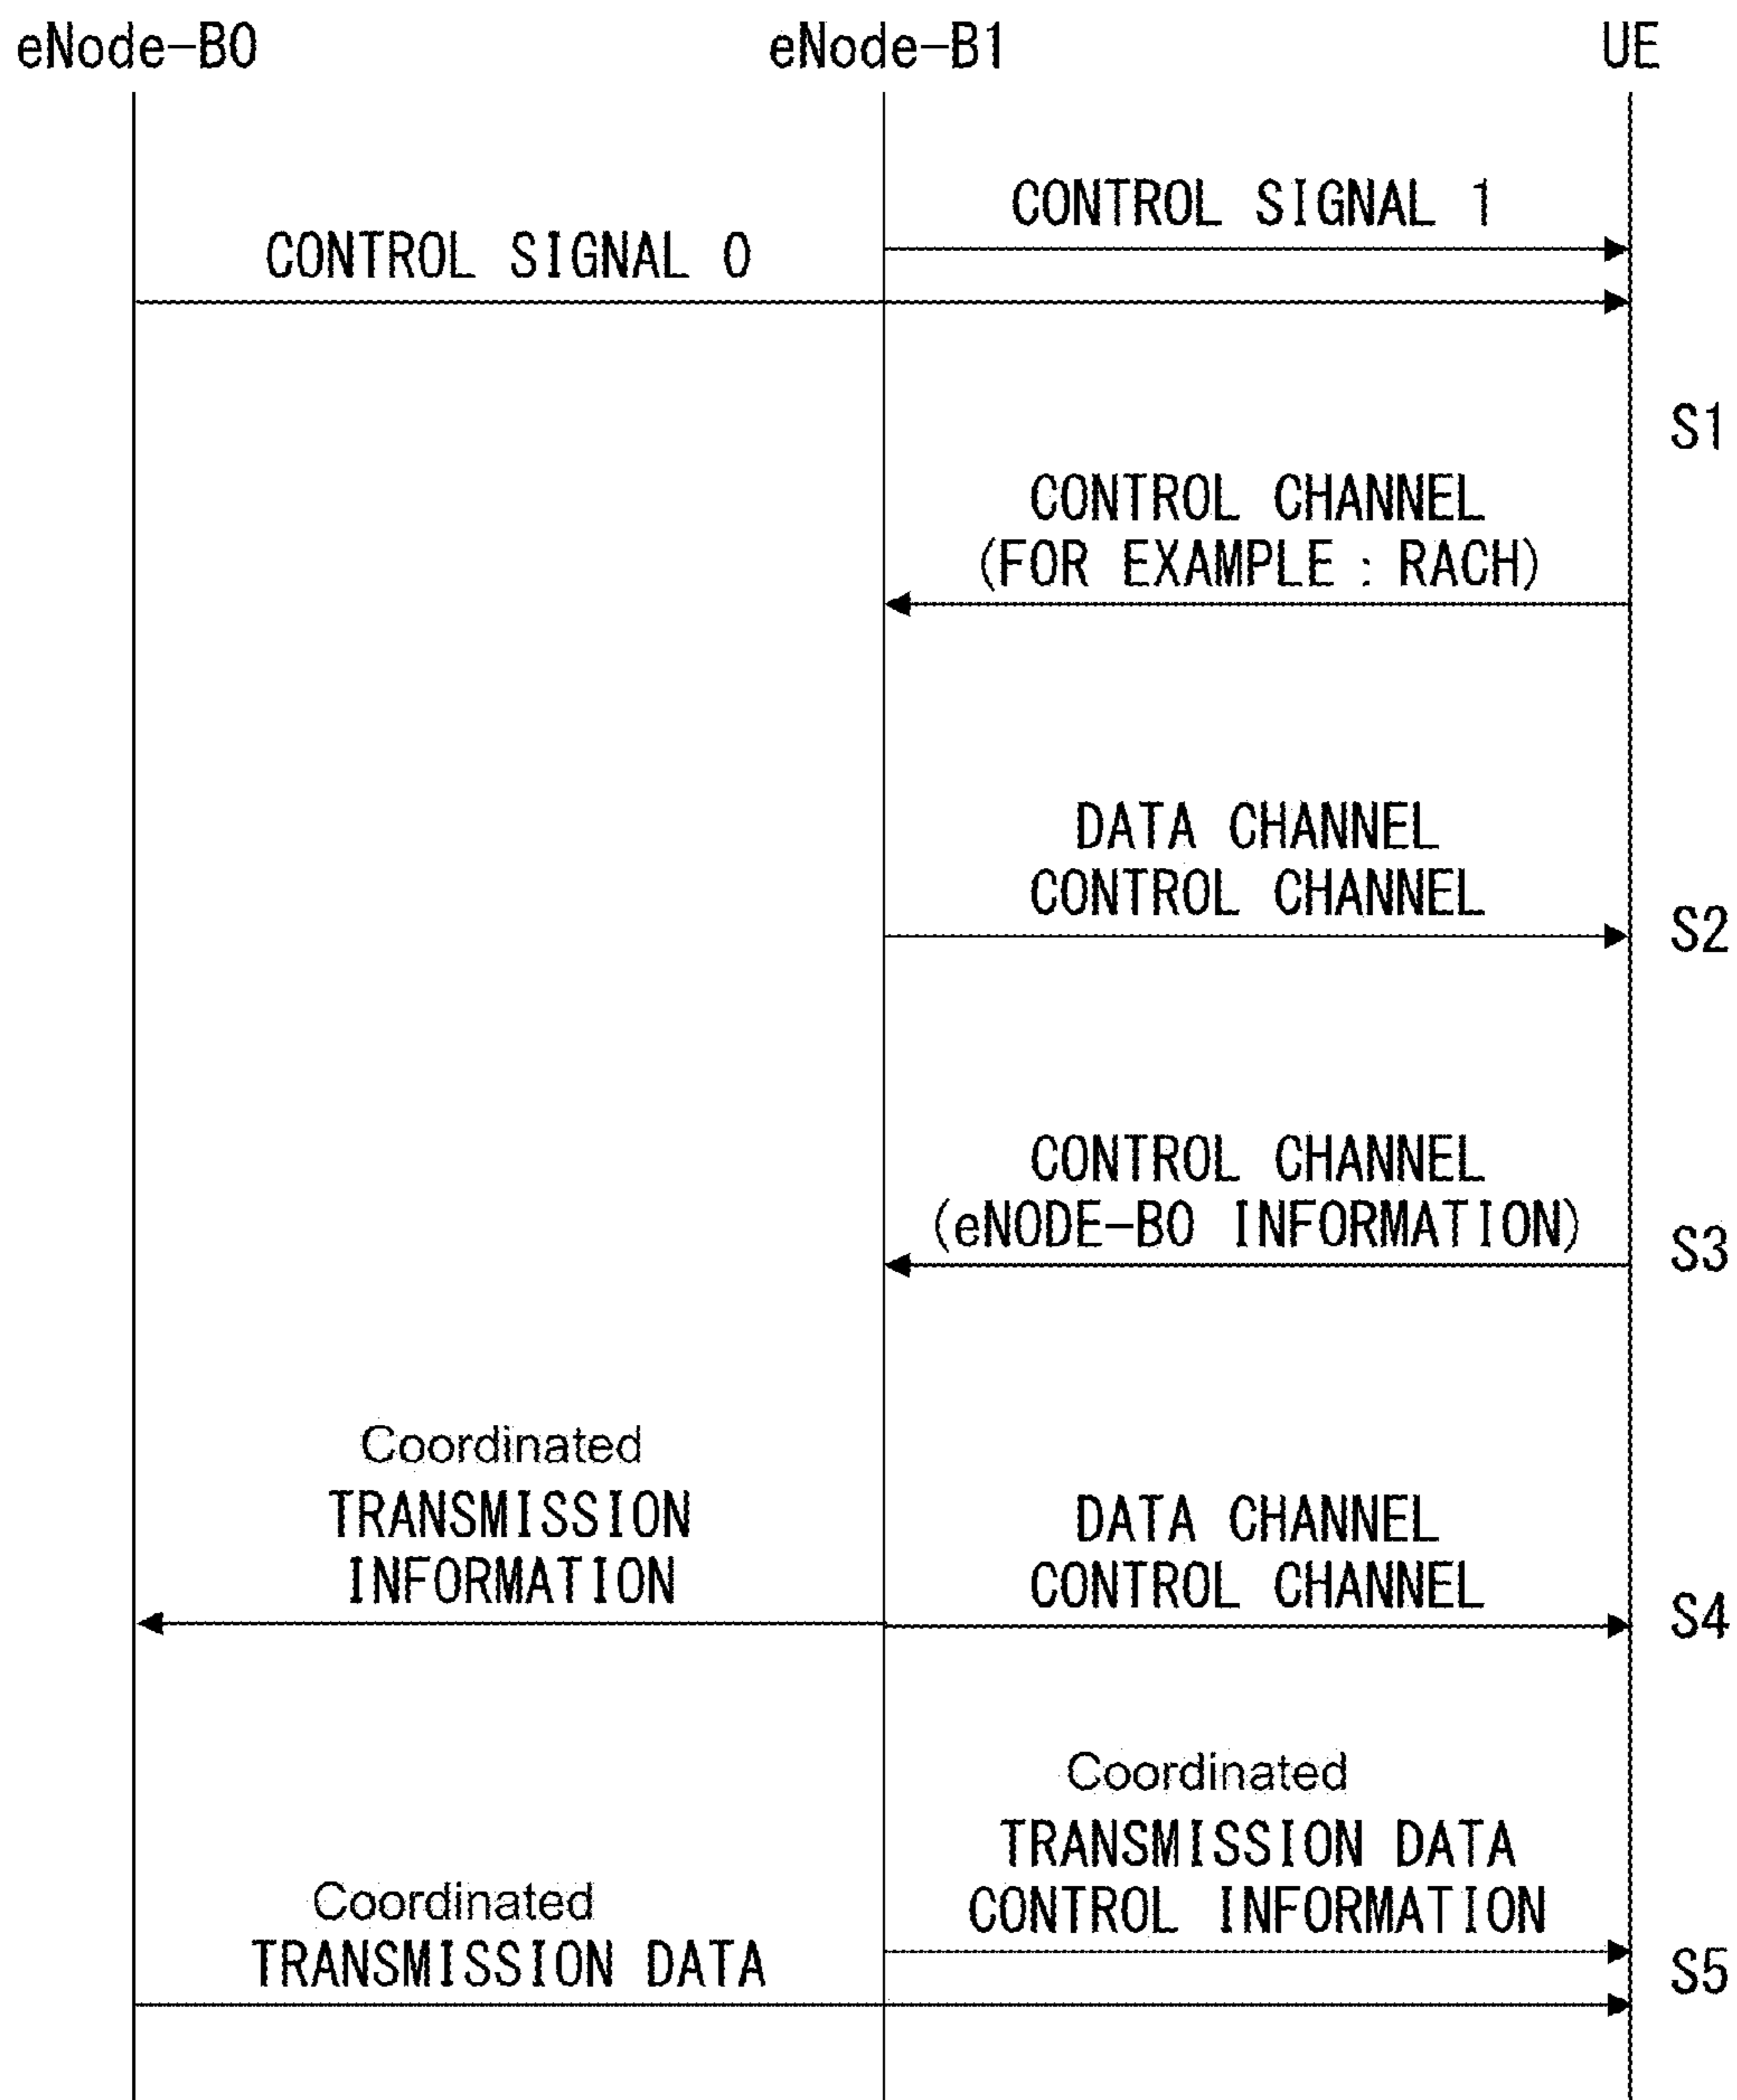 eNode-B0 eNode-B1 UE
CONTROL SIGNAL 1
CONTROL SIGNAL 0
S1
CONTROL CHANNEL
(FOR EXAMPLE : RACH)
DATA CHANNEL
CONTROL CHANNEL
S2
CONTROL CHANNEL
(eNODE-B0 INFORMATION)
S3
Coordinated
TRANSMISSION
INFORMATION
DATA CHANNEL
CONTROL CHANNEL
S4
Coordinated
TRANSMISSION DATA
CONTROL INFORMATION
Coordinated
TRANSMISSION DATA
S5